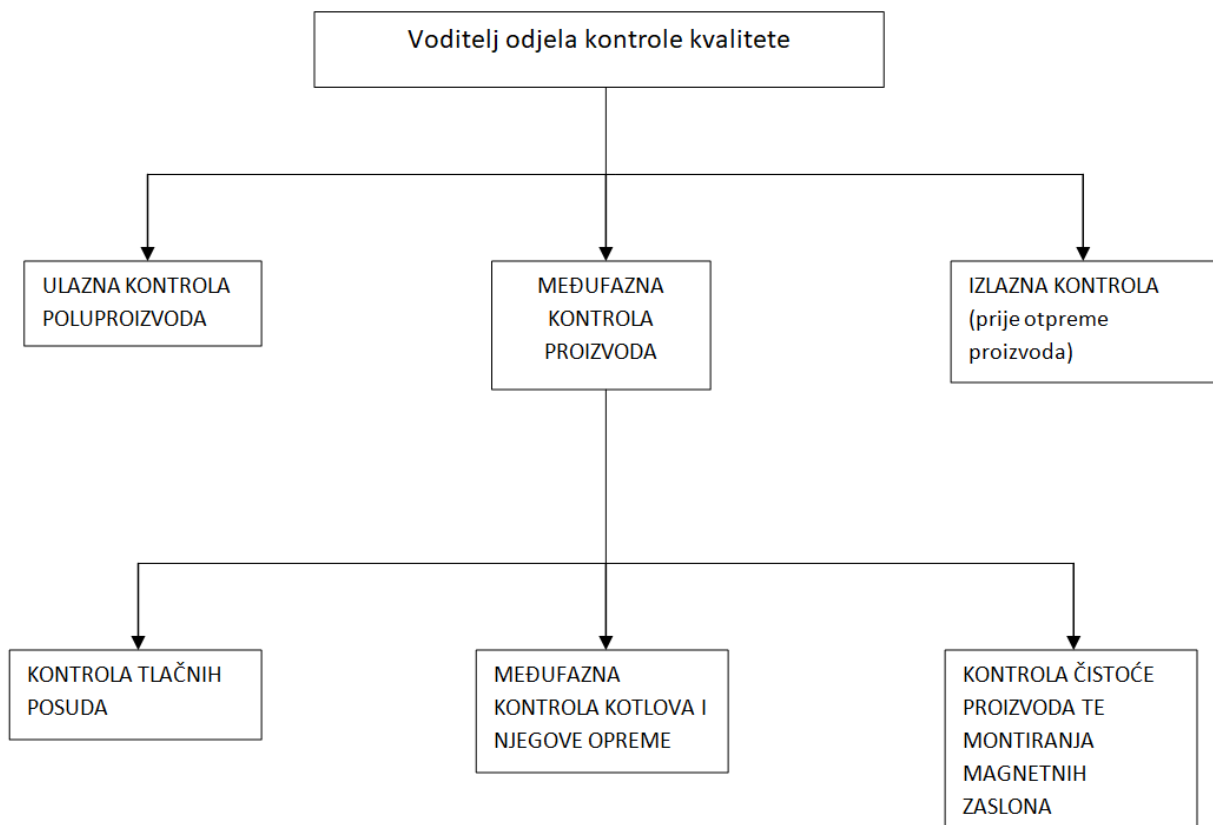 Voditelj odjela kontrole kvalitete
ULAZNA KONTROLA
POLUPROIZVODA
MEĐUFAZNA
KONTROLA
PROIZVODA
IZLAZNA KONTROLA
(prije otpreme
proizvoda)
KONTROLA TLAČNIH
POSUDA
MEĐUFAZNA
KONTROLA KOTLOVA I
NJEGOVE OPREME
KONTROLA ČISTOĆE
PROIZVODA TE
MONTIRANJA
MAGNETNIH
ZASLONA